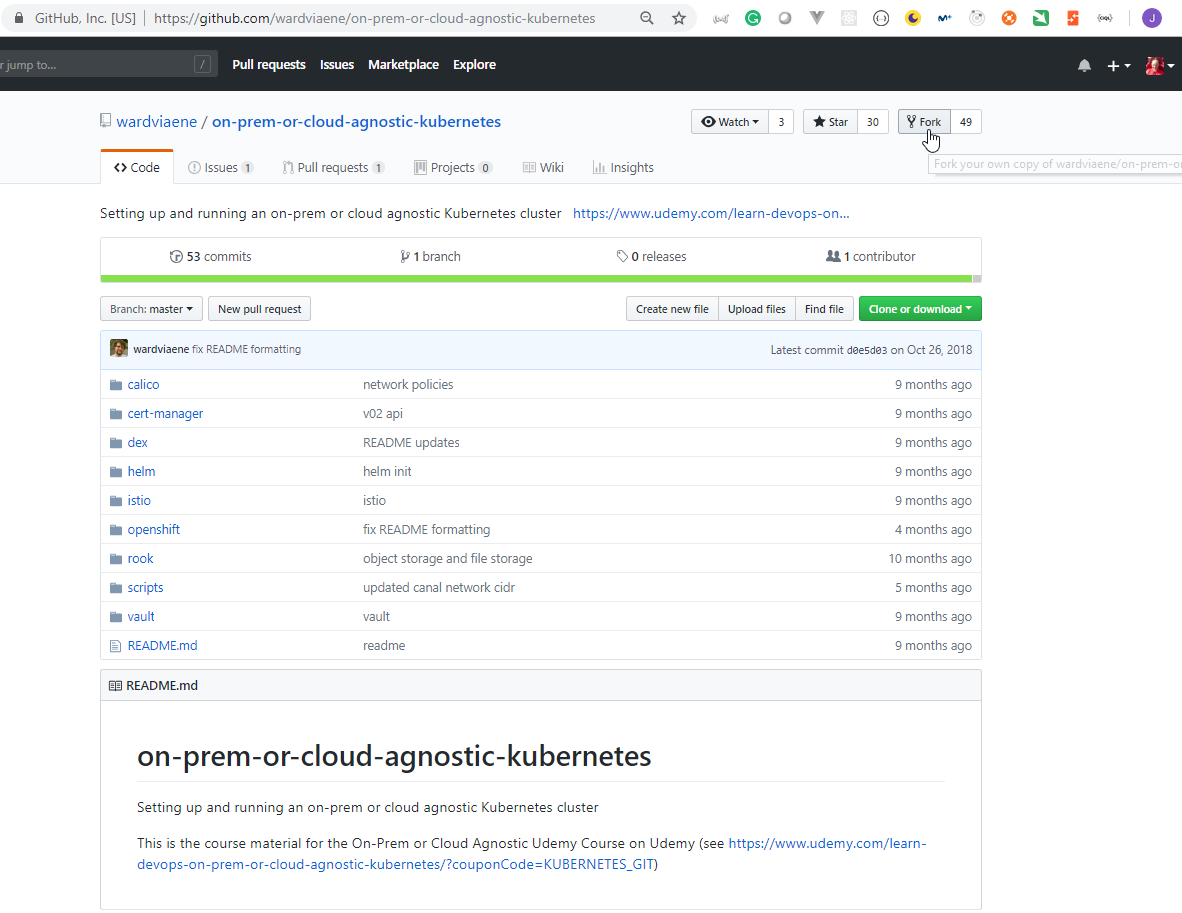 GitHub, Inc. [US] https://github.com/wardviaene/on-prem-or-cloud-agnostic-kubernetes
r jump to... / Pull requests Issues Marketplace Explore
wardviaene / on-prem-or-cloud-agnostic-kubernetes Watch 3 Star 30 Fork 49
Code Issues 1 Pull requests 1 Projects 0 Wiki Insights
Fork your own copy of wardviaene/on-prem-o
Setting up and running an on-prem or cloud agnostic Kubernetes cluster https://www.udemy.com/learn-devops-on...
53 commits 1 branch 0 releases 1 contributor
Branch: master New pull request Create new file Upload files Find file Clone or download
wardviaene fix README formatting Latest commit d0e5d03 on Oct 26, 2018
calico network policies 9 months ago
cert-manager v02 api 9 months ago
dex README updates 9 months ago
helm helm init 9 months ago
istio istio 9 months ago
openshift fix README formatting 4 months ago
rook object storage and file storage 10 months ago
scripts updated canal network cidr 5 months ago
vault vault 9 months ago
README.md readme 9 months ago
README.md
on-prem-or-cloud-agnostic-kubernetes
Setting up and running an on-prem or cloud agnostic Kubernetes cluster
This is the course material for the On-Prem or Cloud Agnostic Udemy Course on Udemy (see https://www.udemy.com/learn-
devops-on-prem-or-cloud-agnostic-kubernetes/?couponCode=KUBERNETES_GIT)